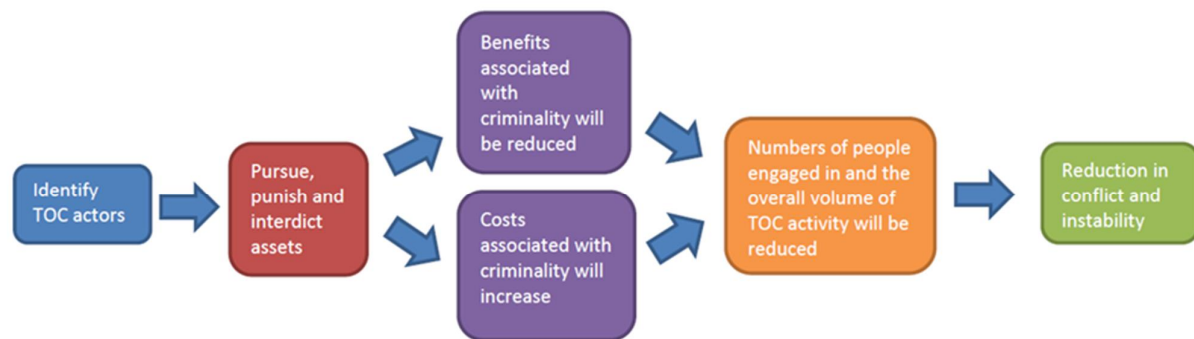 Identify
TOC actors
Pursue,
punish and
interdict
assets
Benefits
associated
with
criminality will
be reduced
Costs
associated with
criminality will
increase
Numbers of people
engaged in and the
overall volume of
TOC activity will be
reduced
Reduction in
conflict and
instability